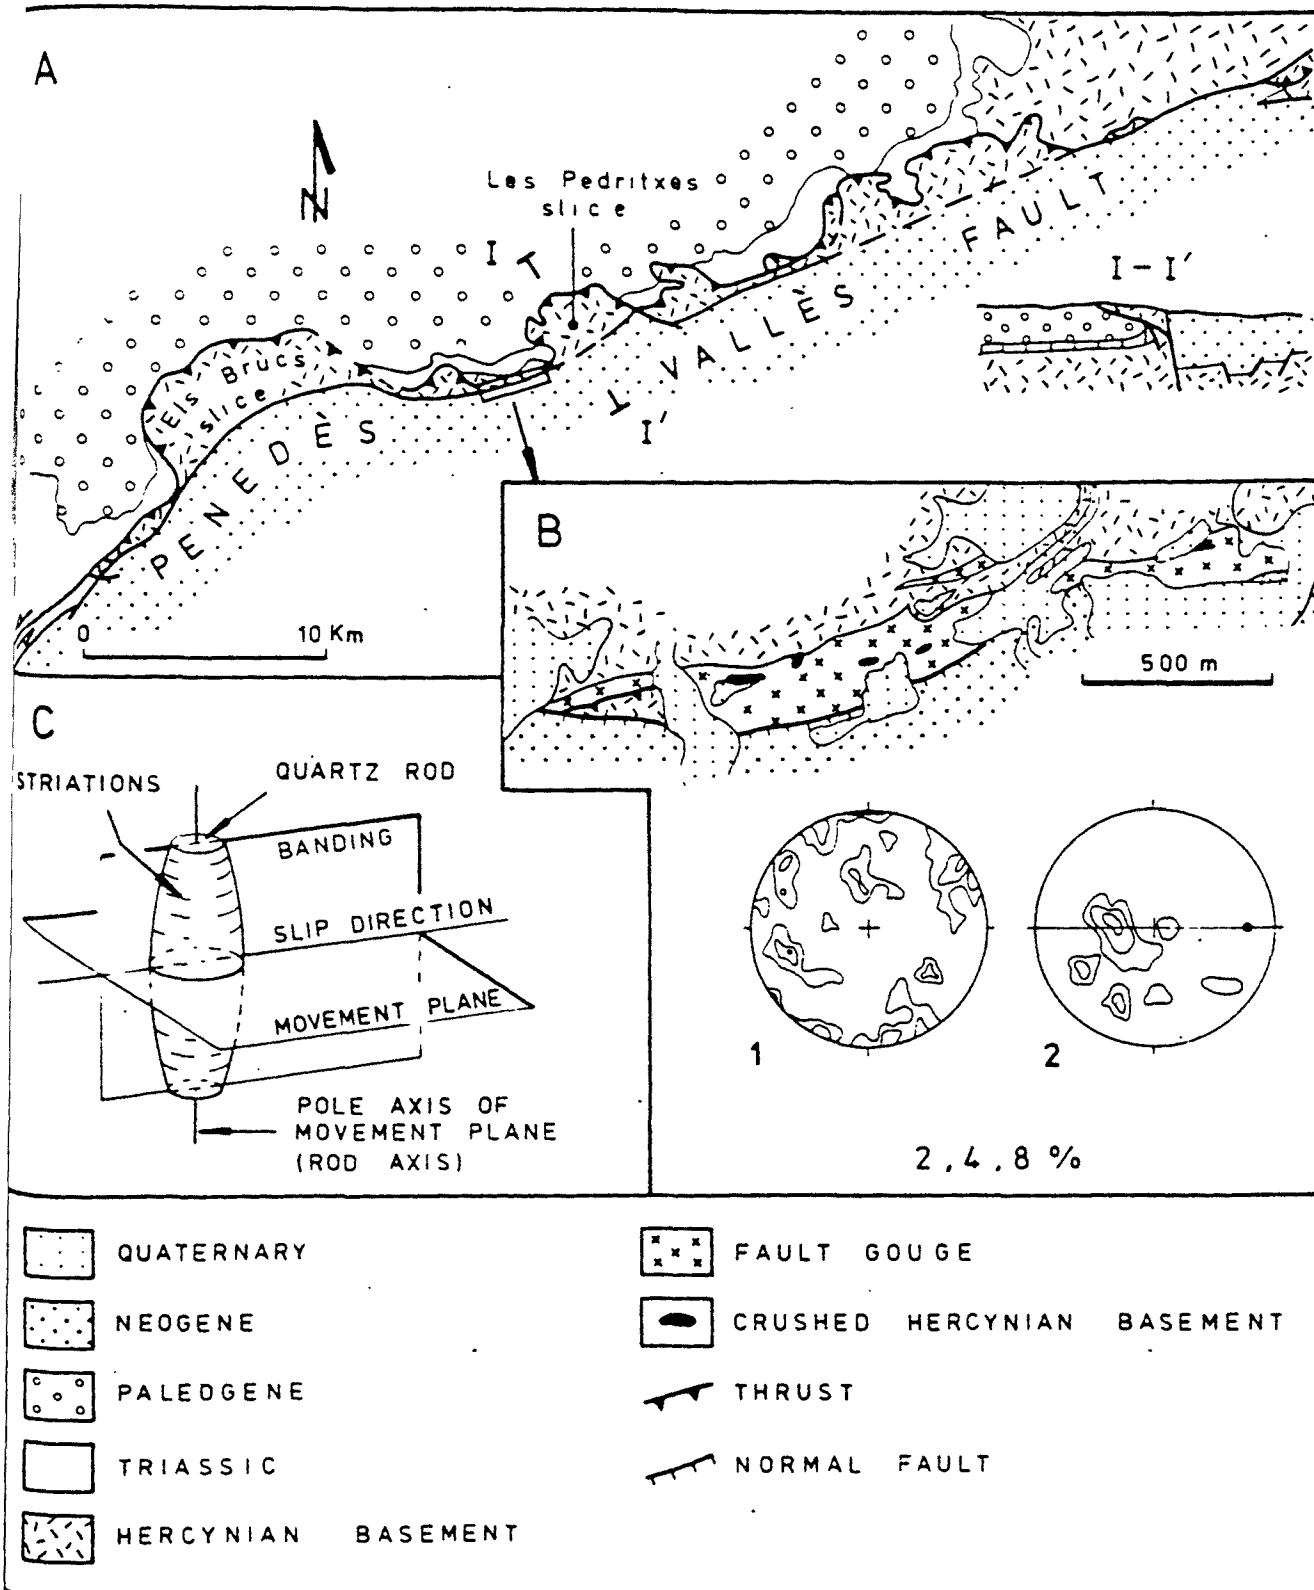 A
N
Les Pedritxes
slice
I
I'
I-I'
Els Brucs
slice
PENEDÈS
VALLÈS
FAULT
0 10 Km
B
500 m
C
STRIATIONS
QUARTZ ROD
BANDING
SLIP DIRECTION
MOVEMENT PLANE
POLE AXIS OF
MOVEMENT PLANE
(ROD AXIS)
1
2
2,4,8 %
QUATERNARY
NEOGENE
PALEOGENE
TRIASSIC
HERCYNIAN BASEMENT
FAULT GOUGE
CRUSHED HERCYNIAN BASEMENT
THRUST
NORMAL FAULT